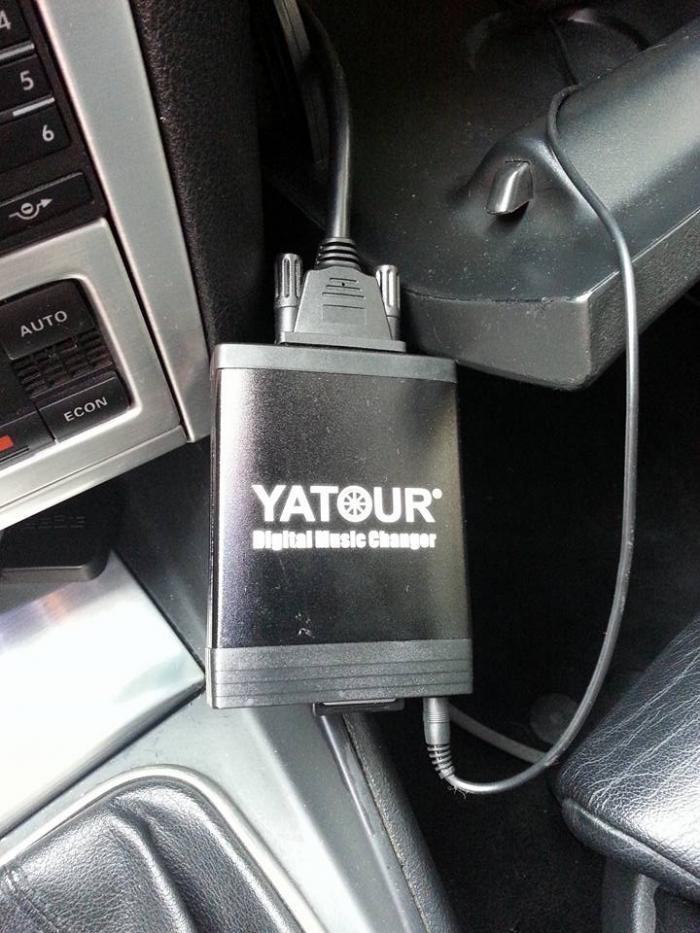 4
5
6
AUTO
ECON
YATOUR®
Digital Music Changer